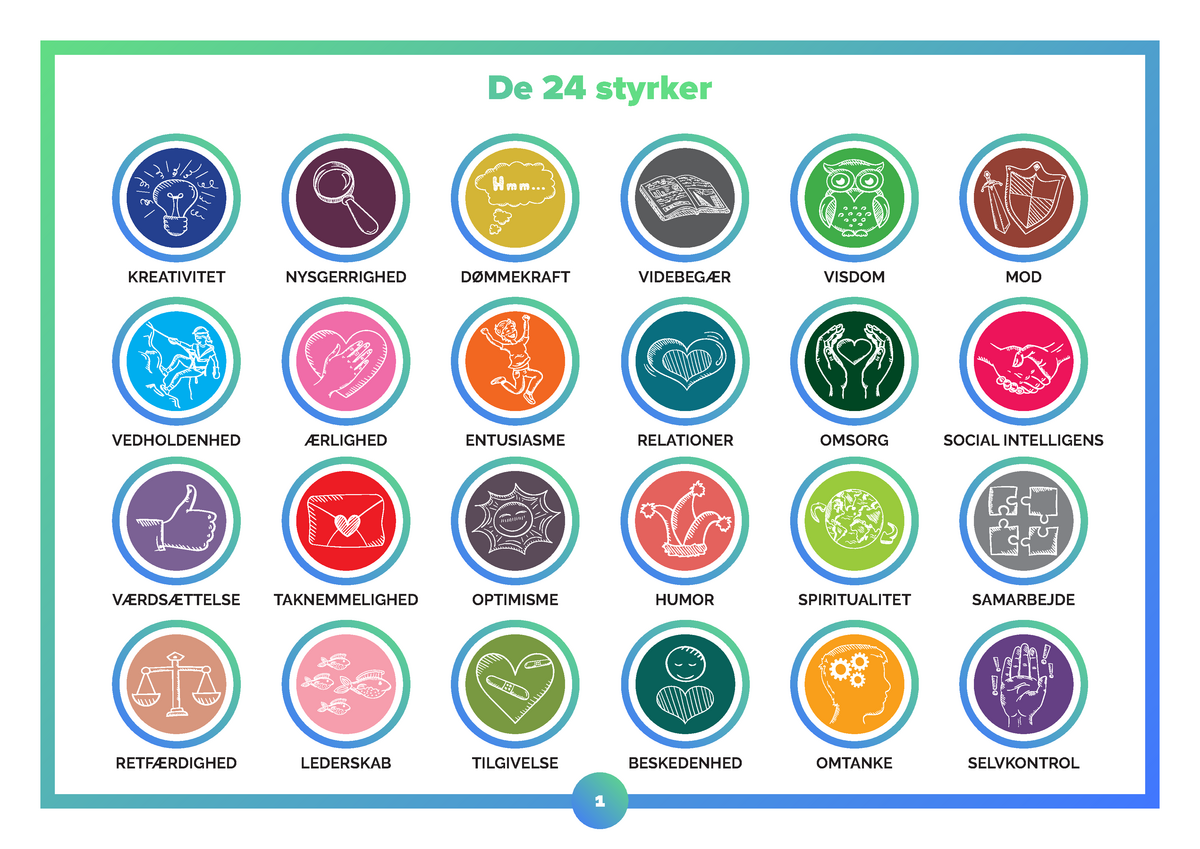 De 24 styrker
Hmm...
KREATIVITET
NYSGERRIGHED
DØMMEKRAFT
VIDEBEGÆR
VISDOM
MOD
VEDHOLDENHED
ÆRLIGHED
ENTUSIASME
RELATIONER
OMSORG
SOCIAL INTELLIGENS
VÆRDSÆTTELSE
TAKNEMMELIGHED
OPTIMISME
HUMOR
SPIRITUALITET
SAMARBEJDE
RETFÆRDIGHED
LEDERSKAB
TILGIVELSE
BESKEDENHED
OMTANKE
SELVKONTROL
1